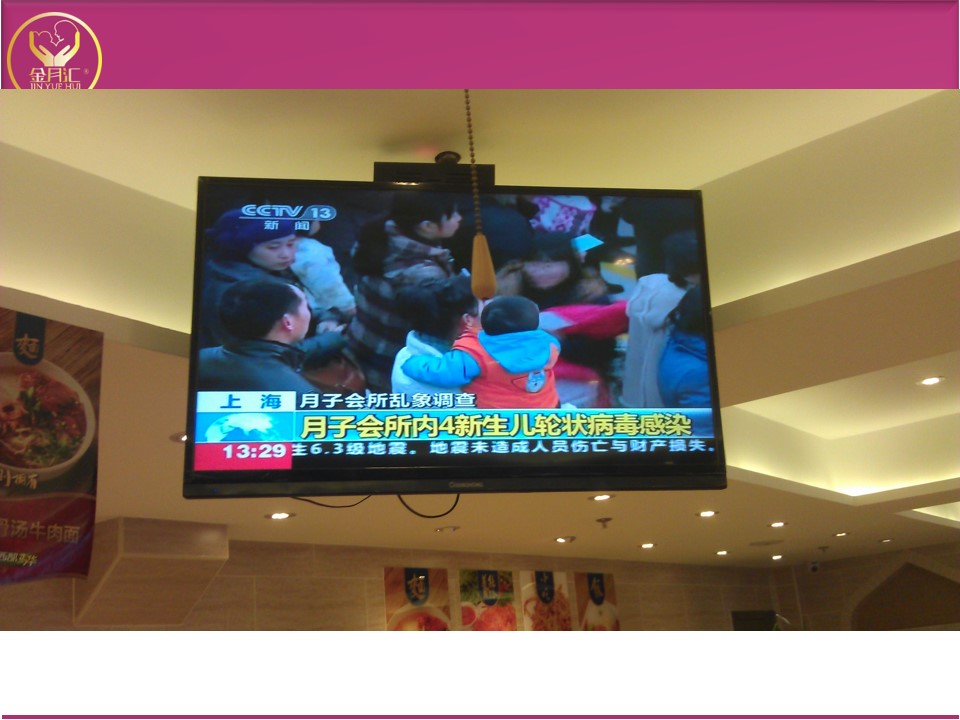 金月汇®
JIN YUE HUI
CCTV 13
新闻
上海
月子会所乱象调查
月子会所内4新生儿轮状病毒感染
13:29
生6.3级地震。地震未造成人员伤亡与财产损失。
汤牛肉面